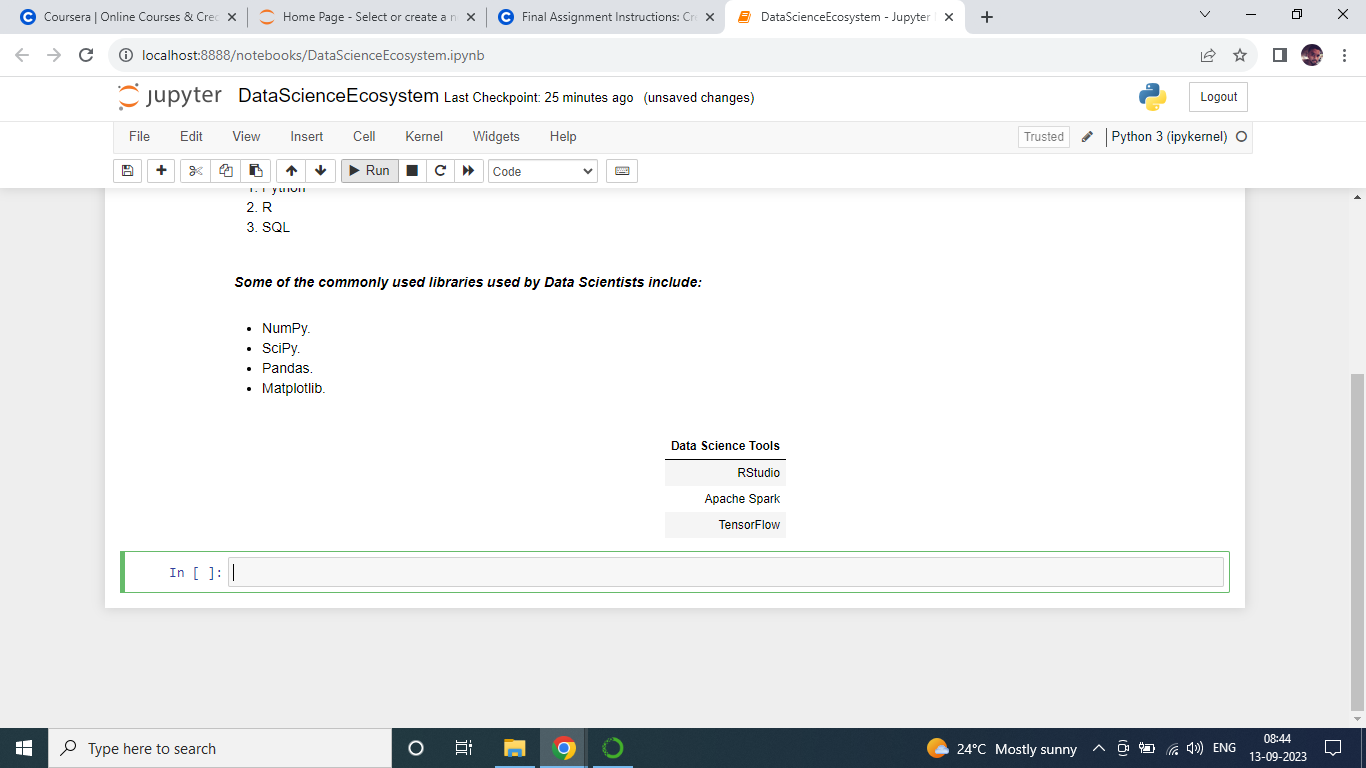 Coursera | Online Courses & Cred
Home Page - Select or create a n
Final Assignment Instructions: Cr
DataScienceEcosystem - Jupyter
localhost:8888/notebooks/DataScienceEcosystem.ipynb
jupyter DataScienceEcosystem Last Checkpoint: 25 minutes ago (unsaved changes)
Logout
File Edit View Insert Cell Kernel Widgets Help
Trusted Python 3 (ipykernel)
Run Code
1. Python
2. R
3. SQL
Some of the commonly used libraries used by Data Scientists include:
• NumPy.
• SciPy.
• Pandas.
• Matplotlib.
Data Science Tools
RStudio
Apache Spark
TensorFlow
In [ ]:
Type here to search
24°C Mostly sunny ENG
08:44
13-09-2023